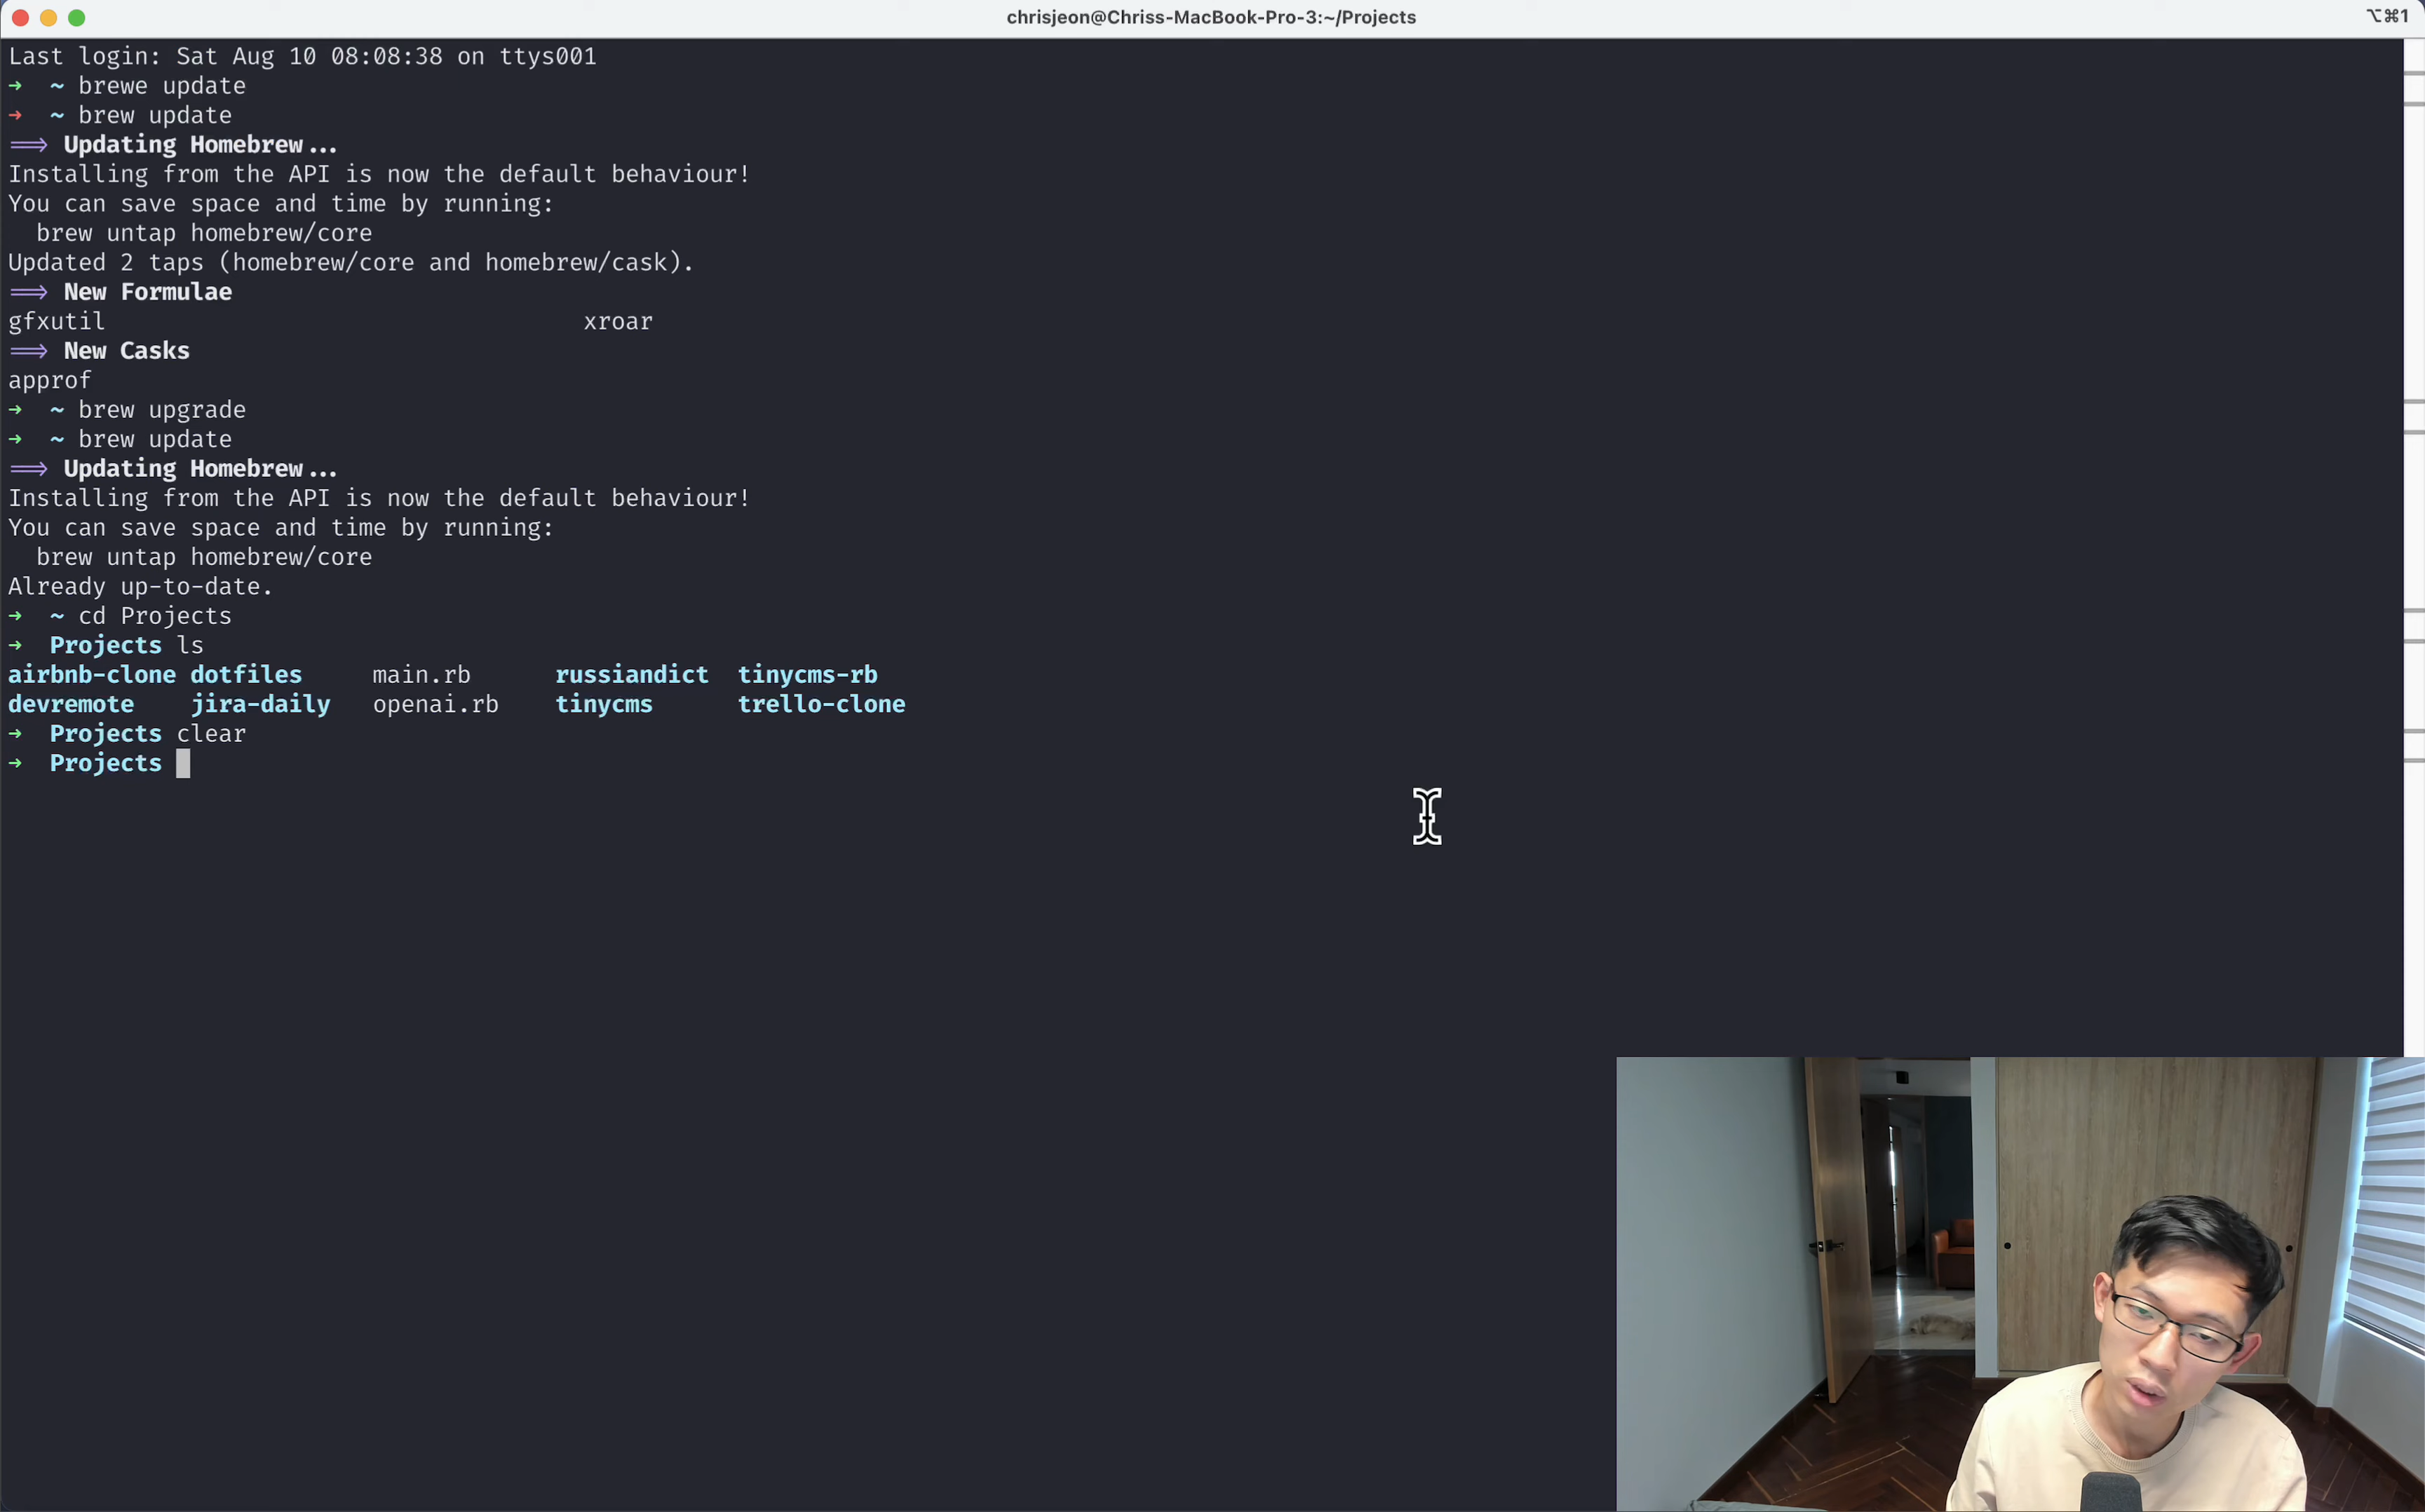 chrisjeon@Chriss-MacBook-Pro-3:~/Projects
⌥⌘1
Last login: Sat Aug 10 08:08:38 on ttys001
→ ~ brewe update
→ ~ brew update
==> Updating Homebrew...
Installing from the API is now the default behaviour!
You can save space and time by running:
brew untap homebrew/core
Updated 2 taps (homebrew/core and homebrew/cask).
==> New Formulae
gfxutil xroar
==> New Casks
approf
→ ~ brew upgrade
→ ~ brew update
==> Updating Homebrew...
Installing from the API is now the default behaviour!
You can save space and time by running:
brew untap homebrew/core
Already up-to-date.
→ ~ cd Projects
→ Projects ls
airbnb-clone dotfiles main.rb russiandict tinycms-rb
devremote jira-daily openai.rb tinycms trello-clone
→ Projects clear
→ Projects